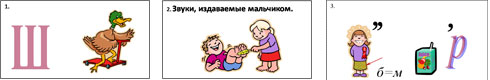 1.
Ш
2. Звуки, издаваемые мальчиком.
3.
”
б=м
’
р